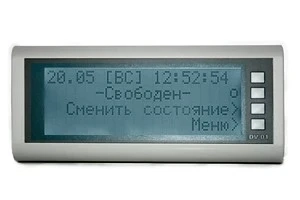 20.05 [ВС] 12:52:54
-Свободен- o
Сменить состояние>
Меню>